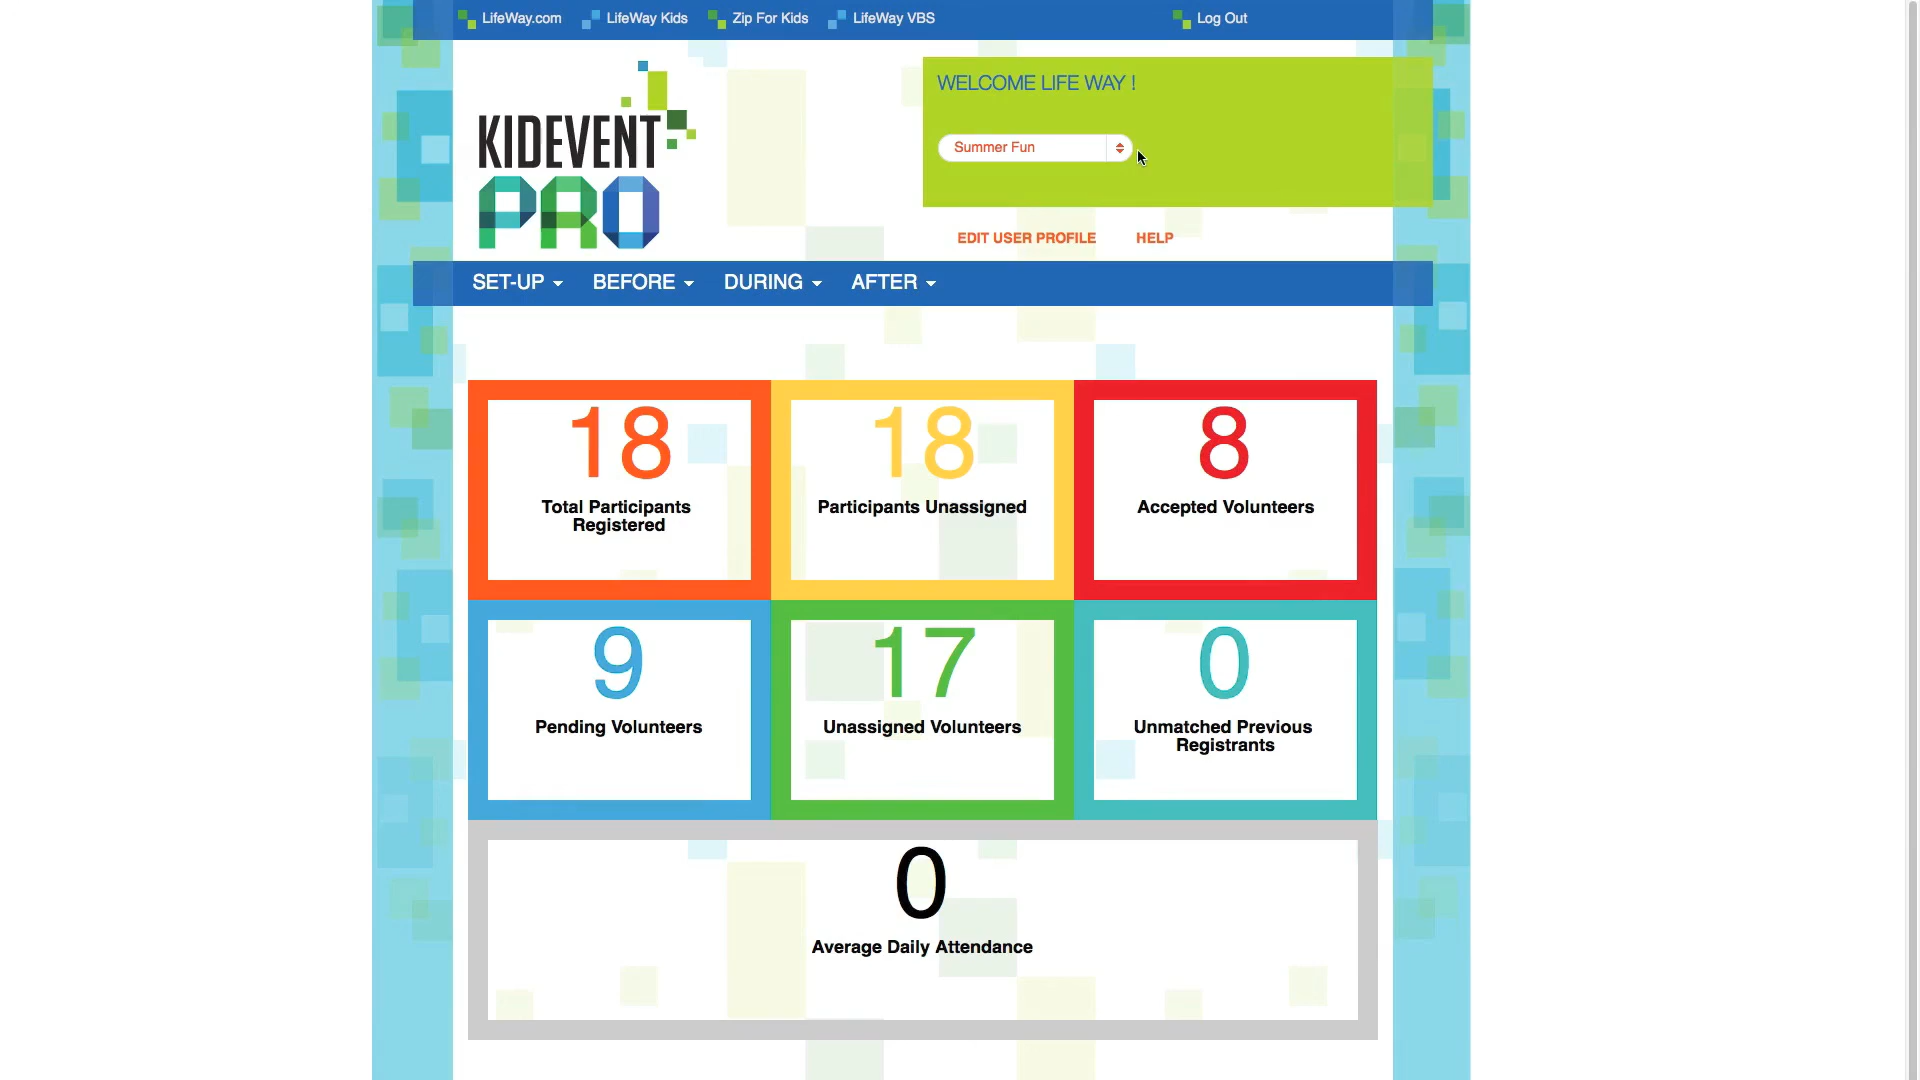 LifeWay.com LifeWay Kids Zip For Kids LifeWay VBS Log Out
WELCOME LIFE WAY !
KIDEVENT
PRO
Summer Fun
EDIT USER PROFILE HELP
SET-UP BEFORE DURING AFTER
18
Total Participants
Registered
18
Participants Unassigned
8
Accepted Volunteers
9
Pending Volunteers
17
Unassigned Volunteers
0
Unmatched Previous
Registrants
0
Average Daily Attendance